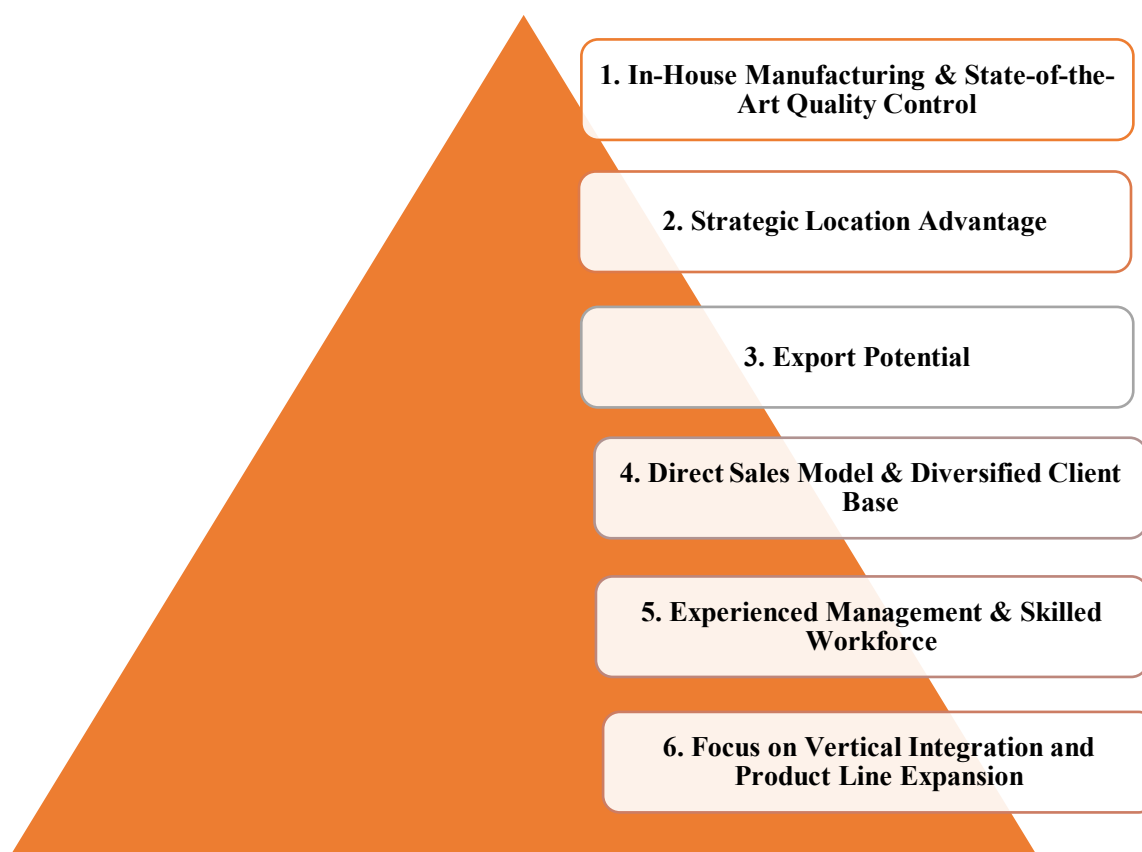 1. In-House Manufacturing & State-of-the-
Art Quality Control
2. Strategic Location Advantage
3. Export Potential
4. Direct Sales Model & Diversified Client
Base
5. Experienced Management & Skilled
Workforce
6. Focus on Vertical Integration and
Product Line Expansion